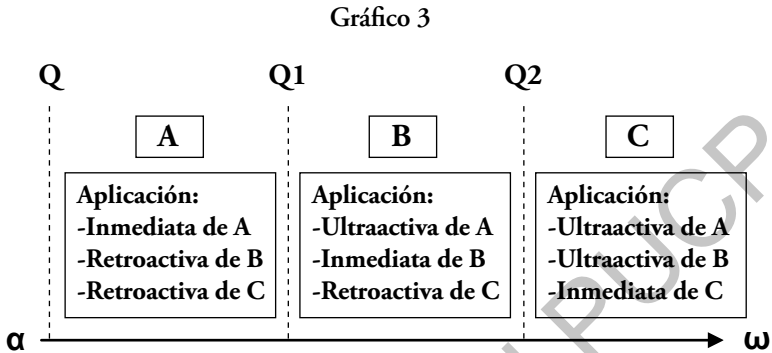 Gráfico 3
Q Q1 Q2
A B C
Aplicación: Aplicación: Aplicación:
-Inmediata de A -Ultraactiva de A -Ultraactiva de A
-Retroactiva de B -Inmediata de B -Ultraactiva de B
-Retroactiva de C -Retroactiva de C -Inmediata de C
α ω
PUCP